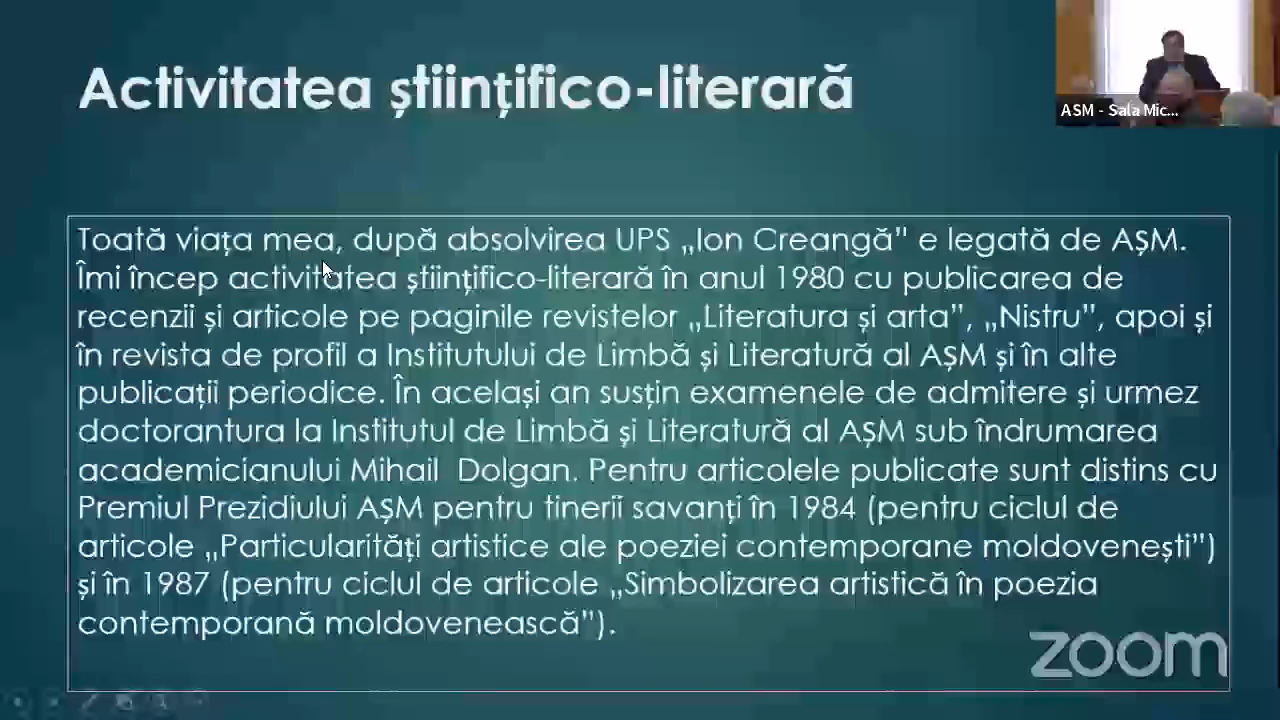 Activitatea științifico-literară
ASM - Sala Mic...
Toată viața mea, după absolvirea UPS „Ion Creangă” e legată de AȘM.
Îmi încep activitatea științifico-literară în anul 1980 cu publicarea de
recenzii și articole pe paginile revistelor „Literatura și arta”, „Nistru”, apoi și
în revista de profil a Institutului de Limbă și Literatură al AȘM și în alte
publicații periodice. În același an susțin examenele de admitere și urmez
doctorantura la Institutul de Limbă și Literatură al AȘM sub îndrumarea
academicianului Mihail Dolgan. Pentru articolele publicate sunt distins cu
Premiul Prezidiului AȘM pentru tinerii savanți în 1984 (pentru ciclul de
articole „Particularități artistice ale poeziei contemporane moldovenești”)
și în 1987 (pentru ciclul de articole „Simbolizarea artistică în poezia
contemporană moldovenească”).
zoom